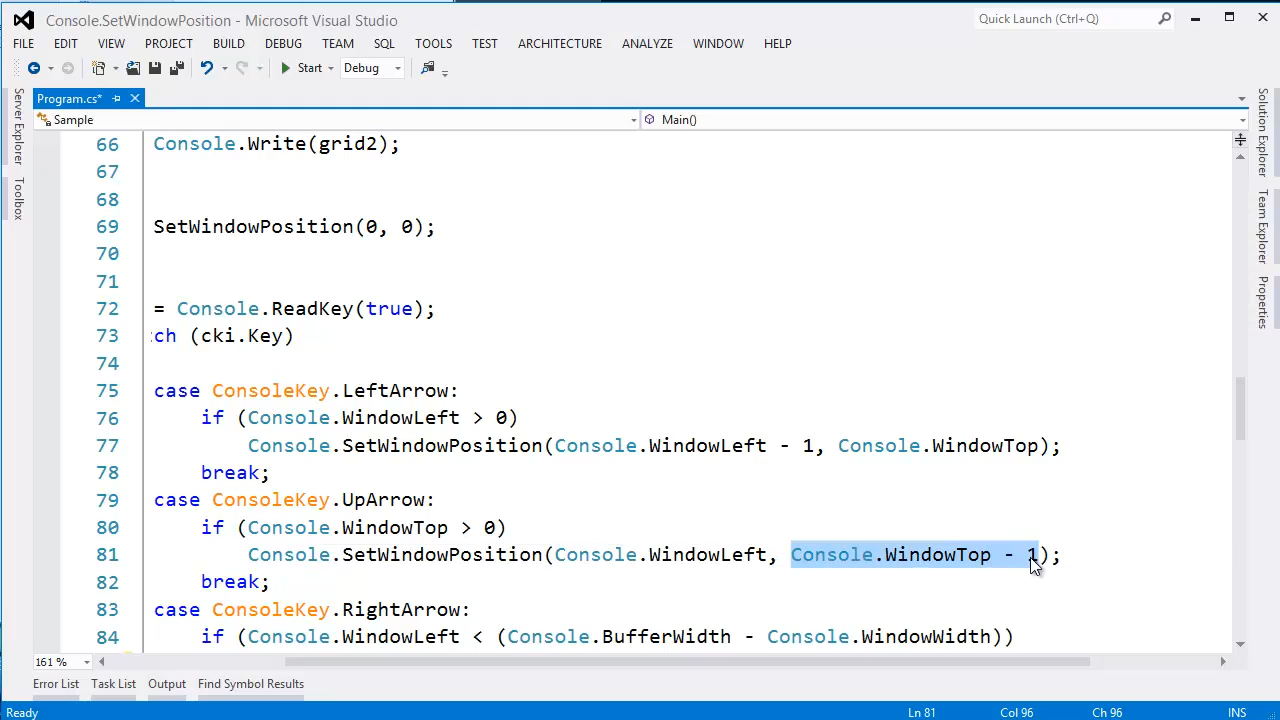 Console.SetWindowPosition - Microsoft Visual Studio
Quick Launch (Ctrl+Q)
FILE EDIT VIEW PROJECT BUILD DEBUG TEAM SQL TOOLS TEST ARCHITECTURE ANALYZE WINDOW HELP
Start Debug
Program.cs*
Sample Main()
Server Explorer
Toolbox
Solution Explorer
Team Explorer
Properties
66 Console.Write(grid2);
67
68
69 SetWindowPosition(0, 0);
70
71
72 = Console.ReadKey(true);
73 ch (cki.Key)
74
75 case ConsoleKey.LeftArrow:
76 if (Console.WindowLeft > 0)
77 Console.SetWindowPosition(Console.WindowLeft - 1, Console.WindowTop);
78 break;
79 case ConsoleKey.UpArrow:
80 if (Console.WindowTop > 0)
81 Console.SetWindowPosition(Console.WindowLeft, Console.WindowTop - 1);
82 break;
83 case ConsoleKey.RightArrow:
84 if (Console.WindowLeft < (Console.BufferWidth - Console.WindowWidth))
161 %
Error List Task List Output Find Symbol Results
Ready Ln 81 Col 96 Ch 96 INS